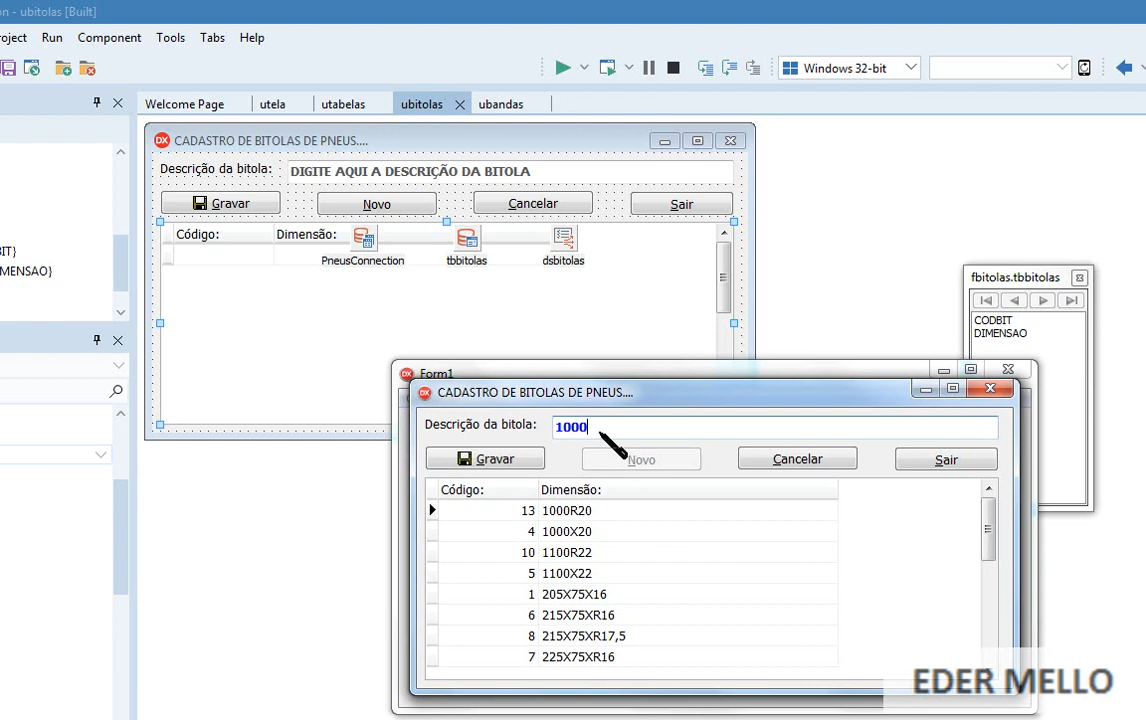 on - ubitolas [Built]
roject Run Component Tools Tabs Help
Windows 32-bit
Welcome Page utela utabelas ubitolas ubandas
CADASTRO DE BITOLAS DE PNEUS....
Descrição da bitola: DIGITE AQUI A DESCRIÇÃO DA BITOLA
Gravar Novo Cancelar Sair
Código: Dimensão:
PneusConnection tbbitolas dsbitolas
BIT}
DIMENSAO}
fbitolas.tbbitolas
CODBIT
DIMENSAO
Form1
CADASTRO DE BITOLAS DE PNEUS....
Descrição da bitola: 1000
Gravar Novo Cancelar Sair
Código: Dimensão:
13 1000R20
4 1000X20
10 1100R22
5 1100X22
1 205X75X16
6 215X75XR16
8 215X75XR17,5
7 225X75XR16
EDER MELLO